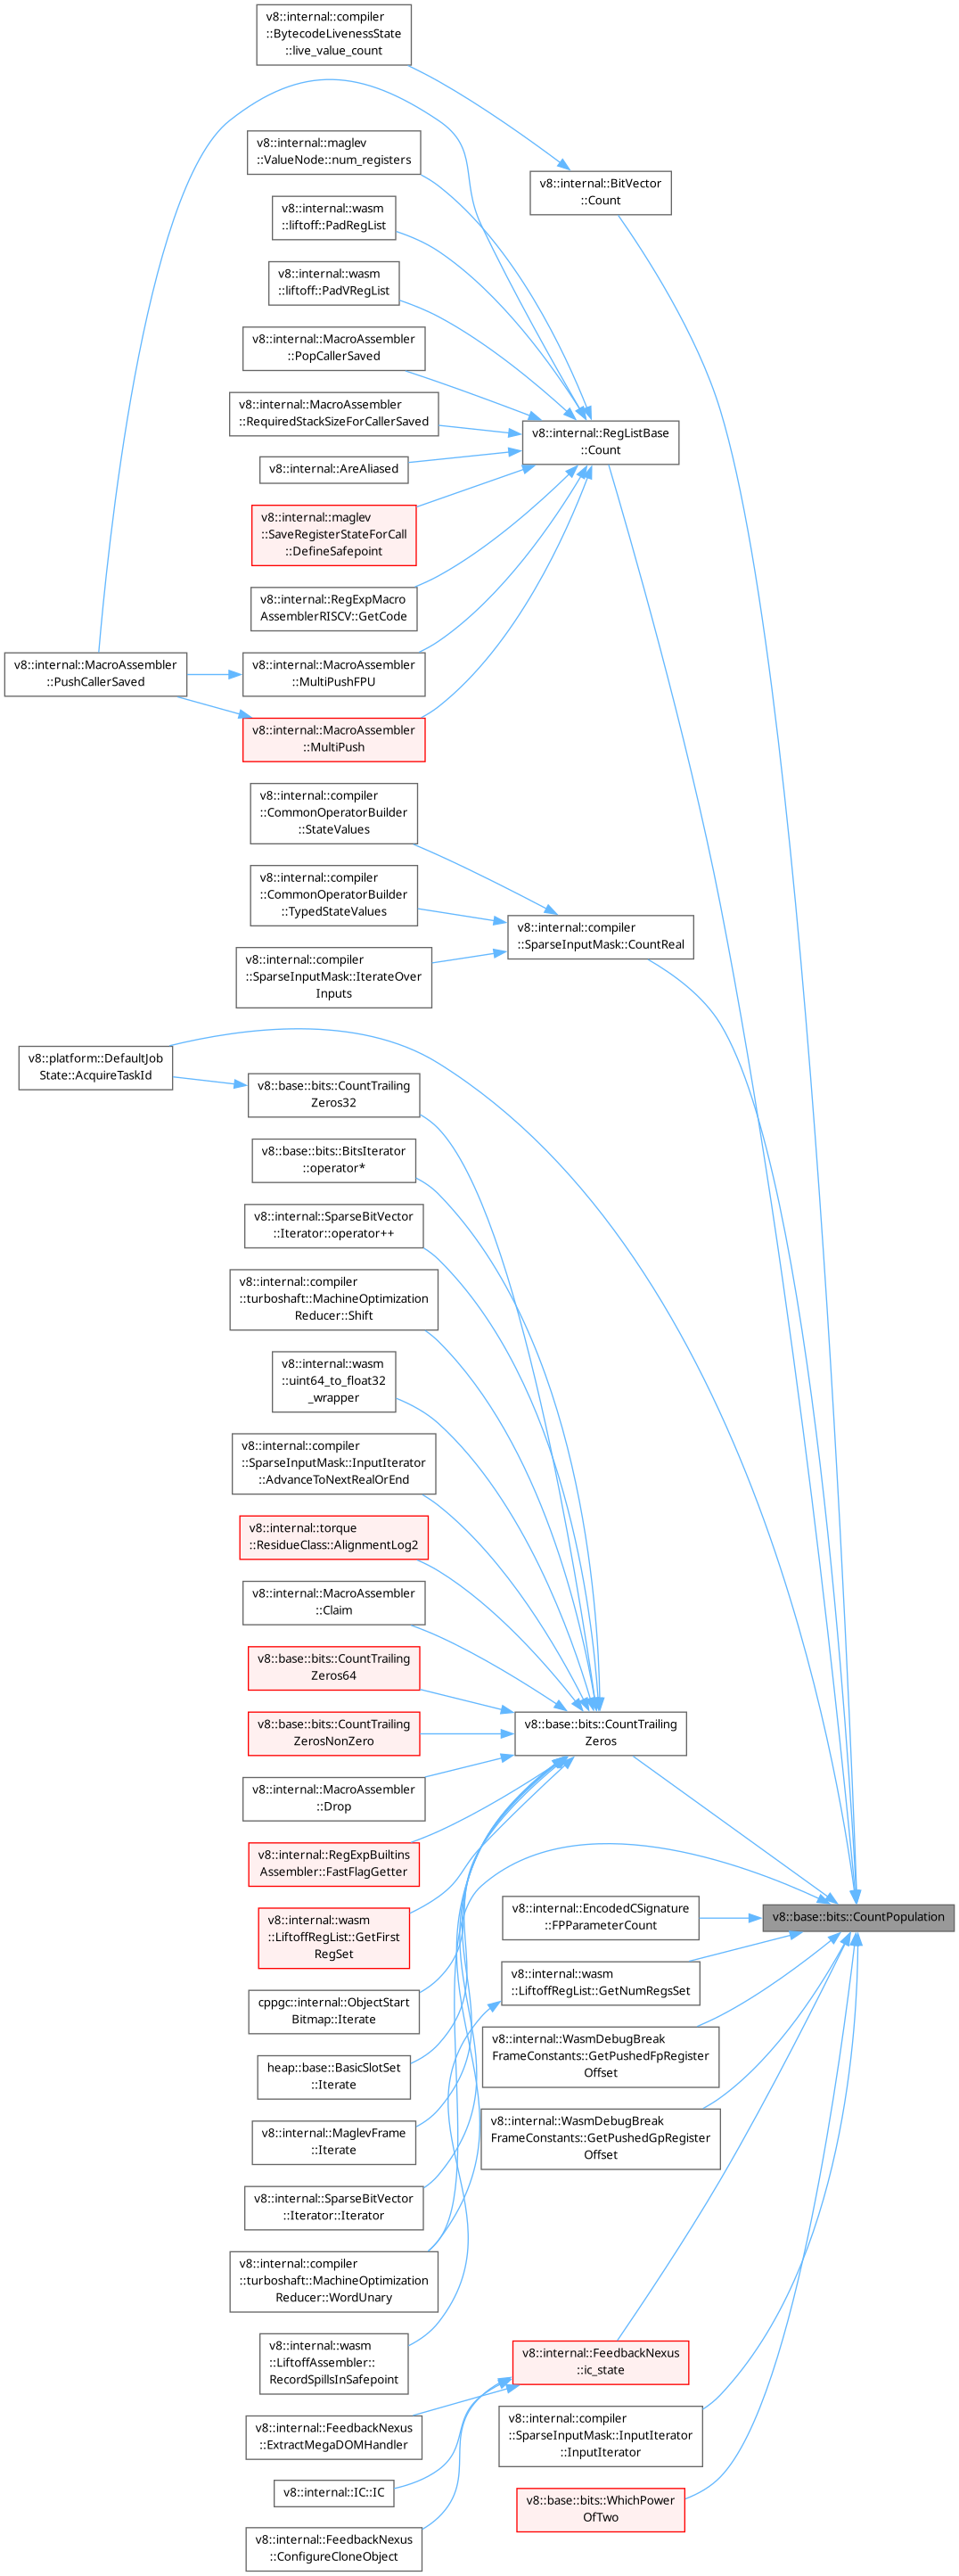 v8::internal::compiler
::BytecodeLivenessState
::live_value_count
v8::internal::maglev
::ValueNode::num_registers
v8::internal::BitVector
::Count
v8::internal::wasm
::liftoff::PadRegList
v8::internal::wasm
::liftoff::PadVRegList
v8::internal::MacroAssembler
::PopCallerSaved
v8::internal::MacroAssembler
::RequiredStackSizeForCallerSaved
v8::internal::RegListBase
::Count
v8::internal::AreAliased
v8::internal::maglev
::SaveRegisterStateForCall
::DefineSafepoint
v8::internal::RegExpMacro
AssemblerRISCV::GetCode
v8::internal::MacroAssembler
::PushCallerSaved
v8::internal::MacroAssembler
::MultiPushFPU
v8::internal::MacroAssembler
::MultiPush
v8::internal::compiler
::CommonOperatorBuilder
::StateValues
v8::internal::compiler
::CommonOperatorBuilder
::TypedStateValues
v8::internal::compiler
::SparseInputMask::CountReal
v8::internal::compiler
::SparseInputMask::IterateOver
Inputs
v8::platform::DefaultJob
State::AcquireTaskId
v8::base::bits::CountTrailing
Zeros32
v8::base::bits::BitsIterator
::operator*
v8::internal::SparseBitVector
::Iterator::operator++
v8::internal::compiler
::turboshaft::MachineOptimization
Reducer::Shift
v8::internal::wasm
::uint64_to_float32
_wrapper
v8::internal::compiler
::SparseInputMask::InputIterator
::AdvanceToNextRealOrEnd
v8::internal::torque
::ResidueClass::AlignmentLog2
v8::internal::MacroAssembler
::Claim
v8::base::bits::CountTrailing
Zeros64
v8::base::bits::CountTrailing
ZerosNonZero
v8::base::bits::CountTrailing
Zeros
v8::internal::MacroAssembler
::Drop
v8::internal::RegExpBuiltins
Assembler::FastFlagGetter
v8::internal::wasm
::LiftoffRegList::GetFirst
RegSet
v8::internal::EncodedCSignature
::FPParameterCount
v8::base::bits::CountPopulation
cppgc::internal::ObjectStart
Bitmap::Iterate
v8::internal::wasm
::LiftoffRegList::GetNumRegsSet
heap::base::BasicSlotSet
::Iterate
v8::internal::WasmDebugBreak
FrameConstants::GetPushedFpRegister
Offset
v8::internal::MaglevFrame
::Iterate
v8::internal::WasmDebugBreak
FrameConstants::GetPushedGpRegister
Offset
v8::internal::SparseBitVector
::Iterator::Iterator
v8::internal::compiler
::turboshaft::MachineOptimization
Reducer::WordUnary
v8::internal::wasm
::LiftoffAssembler::
RecordSpillsInSafepoint
v8::internal::FeedbackNexus
::ic_state
v8::internal::FeedbackNexus
::ExtractMegaDOMHandler
v8::internal::compiler
::SparseInputMask::InputIterator
::InputIterator
v8::internal::IC::IC
v8::base::bits::WhichPower
OfTwo
v8::internal::FeedbackNexus
::ConfigureCloneObject